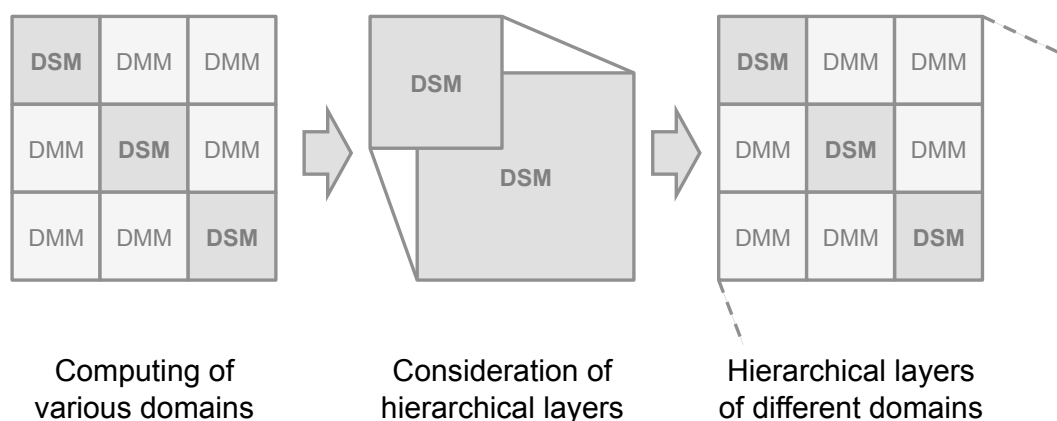 DSM DMM DMM
DMM DSM DMM
DMM DMM DSM
Computing of
various domains
DSM
DSM
Consideration of
hierarchical layers
DSM DMM DMM
DMM DSM DMM
DMM DMM DSM
Hierarchical layers
of different domains